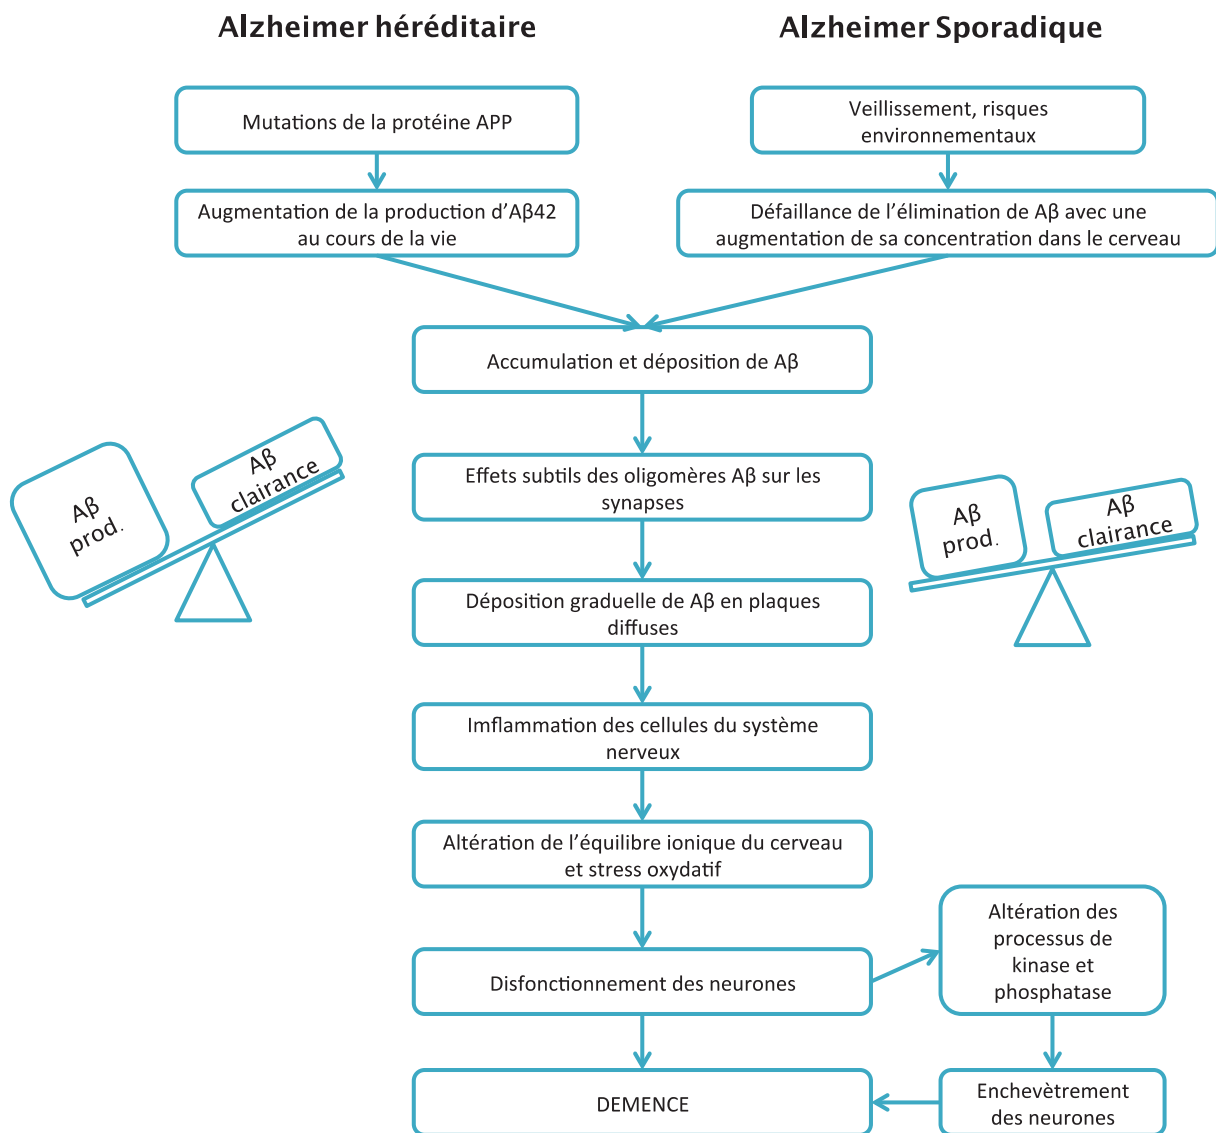 Alzheimer héréditaire
Alzheimer Sporadique
Mutations de la protéine APP
Veillissement, risques
environnementaux
Augmentation de la production d’Aβ42
au cours de la vie
Défaillance de l’élimination de Aβ avec une
augmentation de sa concentration dans le cerveau
Accumulation et déposition de Aβ
Aβ
prod.
Aβ
clairance
Effets subtils des oligomères Aβ sur les
synapses
Aβ
prod.
Aβ
clairance
Déposition graduelle de Aβ en plaques
diffuses
Imflammation des cellules du système
nerveux
Altération de l’équilibre ionique du cerveau
et stress oxydatif
Disfonctionnement des neurones
Altération des
processus de
kinase et
phosphatase
DEMENCE
Enchevètrement
des neurones